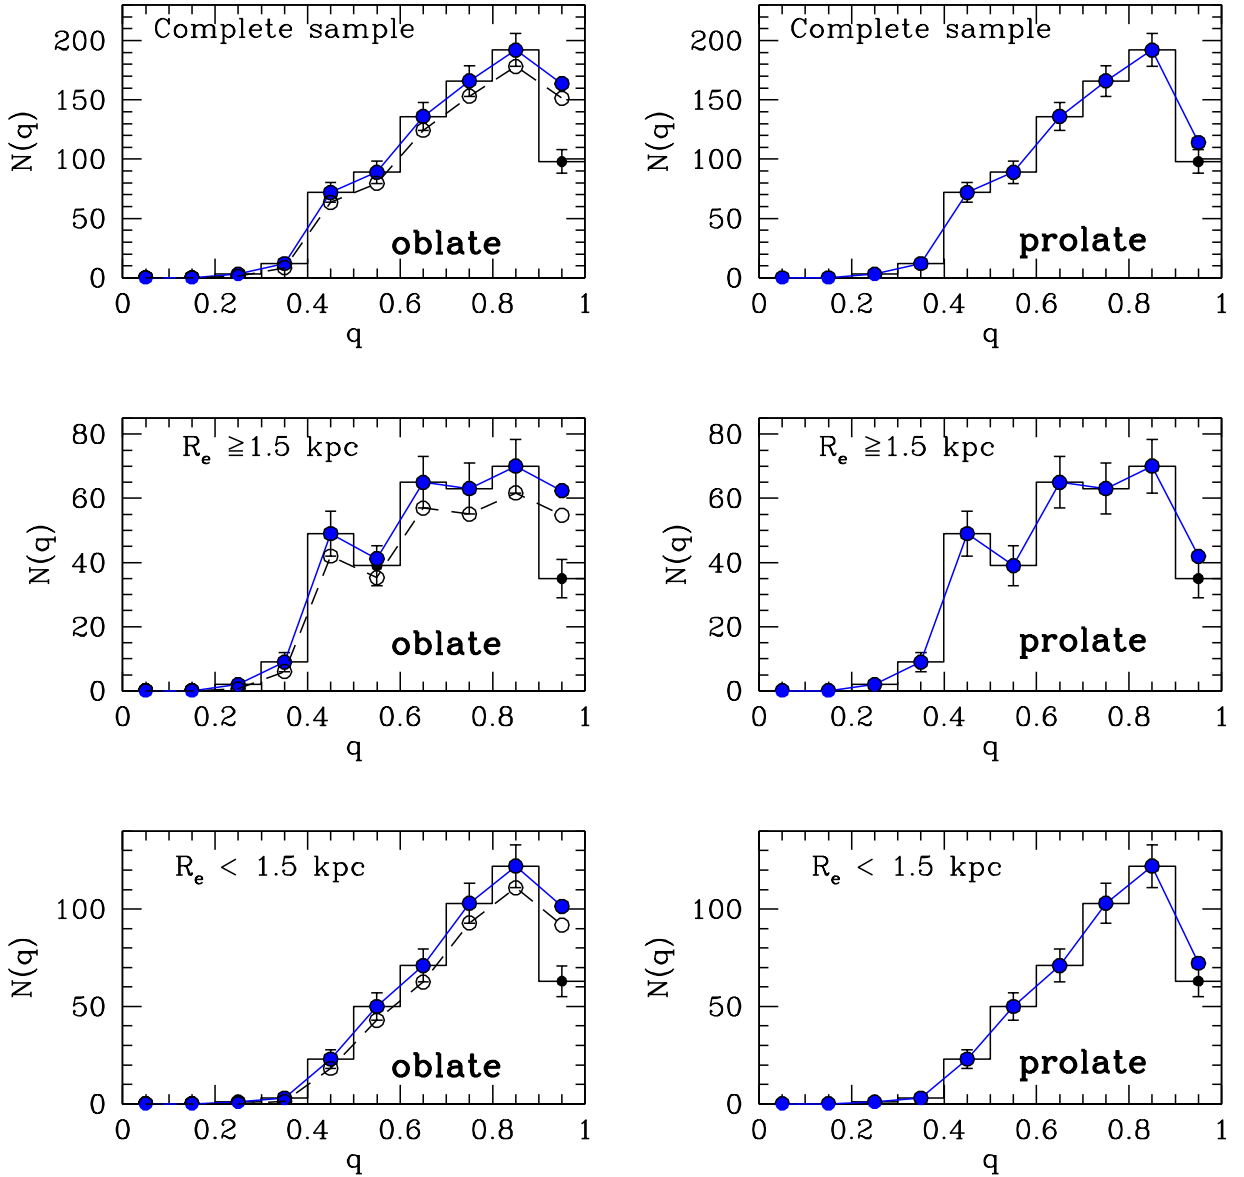 Complete sample
N(q)
200
150
100
50
0
oblate
0 0.2 0.4 0.6 0.8 1
q
Complete sample
N(q)
200
150
100
50
0
prolate
0 0.2 0.4 0.6 0.8 1
q
Re ≧1.5 kpc
N(q)
80
60
40
20
0
oblate
0 0.2 0.4 0.6 0.8 1
q
Re ≧1.5 kpc
N(q)
80
60
40
20
0
prolate
0 0.2 0.4 0.6 0.8 1
q
Re < 1.5 kpc
N(q)
100
50
0
oblate
0 0.2 0.4 0.6 0.8 1
q
Re < 1.5 kpc
N(q)
100
50
0
prolate
0 0.2 0.4 0.6 0.8 1
q